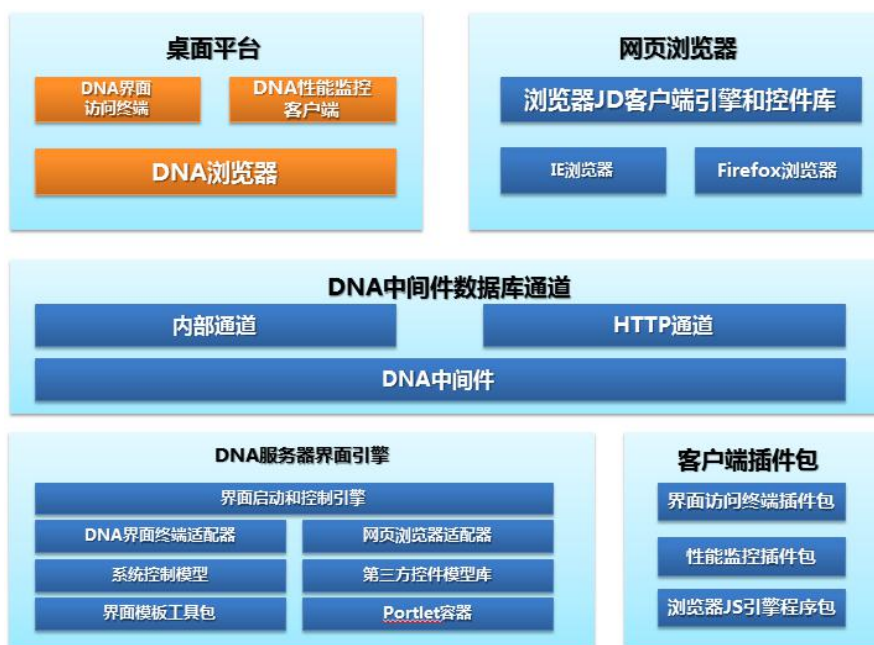 桌面平台
DNA界面
访问终端
DNA性能监控
客户端
DNA浏览器
网页浏览器
浏览器JD客户端引擎和控件库
IE浏览器
Firefox浏览器
DNA中间件数据库通道
内部通道
HTTP通道
DNA中间件
DNA服务器界面引擎
界面启动和控制引擎
DNA界面终端适配器
网页浏览器适配器
系统控制模型
第三方控件模型库
界面模板工具包
Portlet容器
客户端插件包
界面访问终端插件包
性能监控插件包
浏览器JS引擎程序包